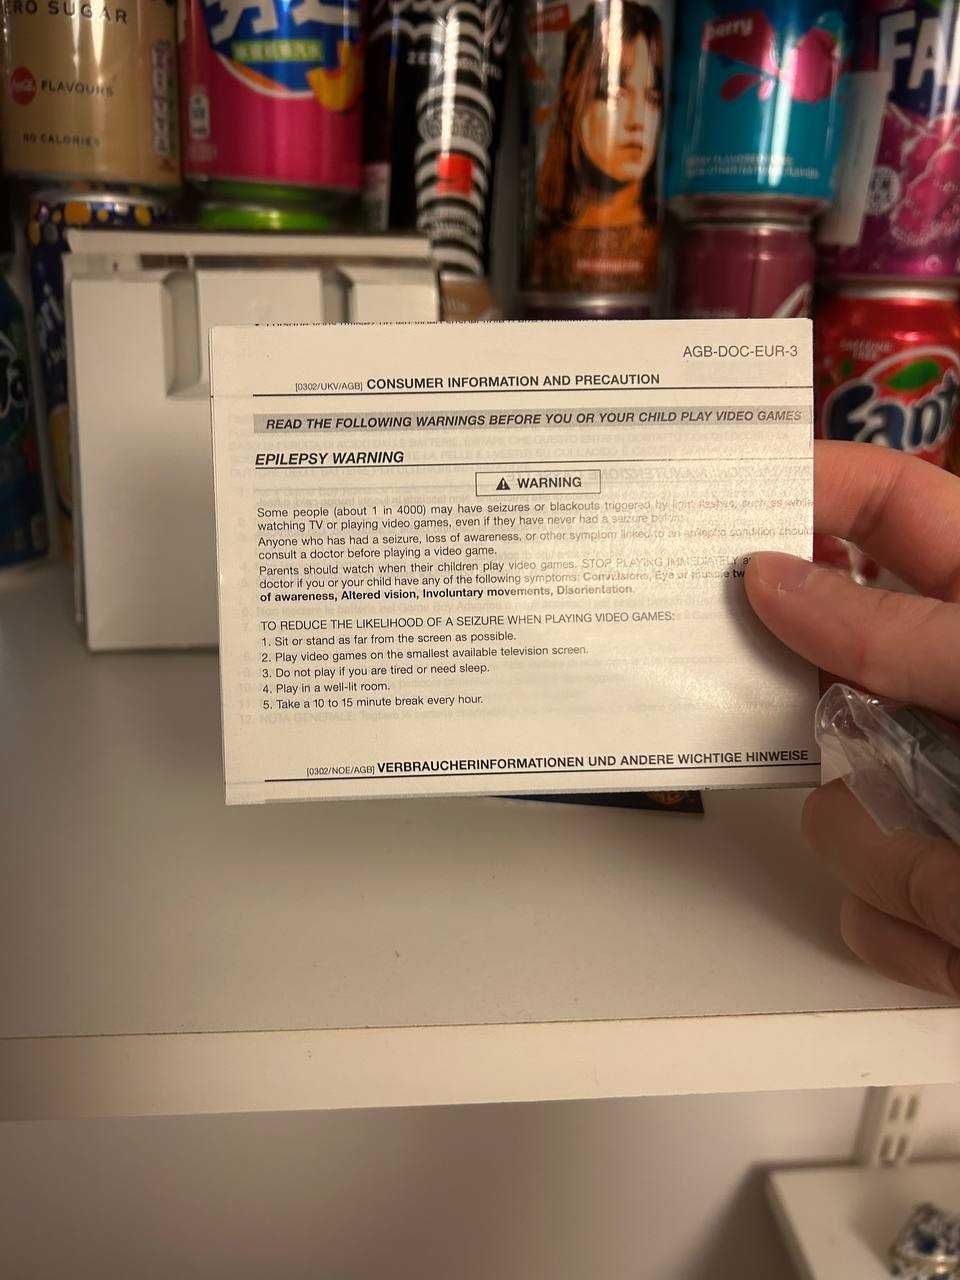 ZERO SUGAR
FLAVOURS
NO CALORIES
berry
FA
Fant
AGB-DOC-EUR-3
[0302/UKV/AGB] CONSUMER INFORMATION AND PRECAUTION
READ THE FOLLOWING WARNINGS BEFORE YOU OR YOUR CHILD PLAY VIDEO GAMES
EPILEPSY WARNING
WARNING
Some people (about 1 in 4000) may have seizures or blackouts triggered by light flashes, such as while
watching TV or playing video games, even if they have never had a seizure before.
Anyone who has had a seizure, loss of awareness, or other symptom linked to an epileptic condition should
consult a doctor before playing a video game.
Parents should watch when their children play video games. STOP PLAYING IMMEDIATELY
doctor if you or your child have any of the following symptoms: Convulsions, Eye or muscle tw
of awareness, Altered vision, Involuntary movements, Disorientation.
TO REDUCE THE LIKELIHOOD OF A SEIZURE WHEN PLAYING VIDEO GAMES:
1. Sit or stand as far from the screen as possible.
2. Play video games on the smallest available television screen.
3. Do not play if you are tired or need sleep.
4. Play in a well-lit room.
5. Take a 10 to 15 minute break every hour.
[0302/NOE/AGB] VERBRAUCHERINFORMATIONEN UND ANDERE WICHTIGE HINWEISE